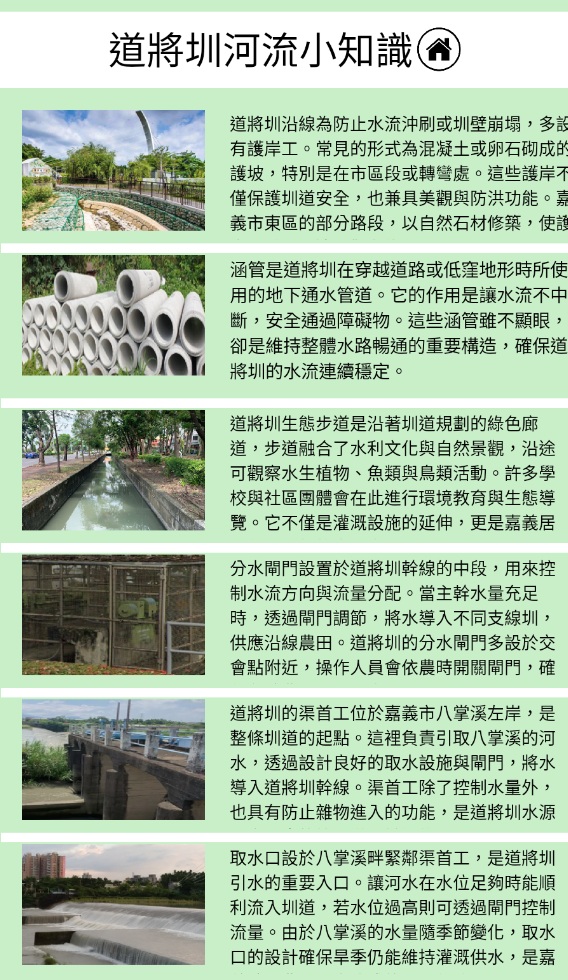 道將圳河流小知識
道將圳沿線為防止水流沖刷或圳壁崩塌，多設
有護岸工。常見的形式為混凝土或卵石砌成的
護坡，特別是在市區段或轉彎處。這些護岸不
僅保護圳道安全，也兼具美觀與防洪功能。嘉
義市東區的部分路段，以自然石材修築，使護
涵管是道將圳在穿越道路或低窪地形時所使
用的地下通水管道。它的作用是讓水流不中
斷，安全通過障礙物。這些涵管雖不顯眼，
卻是維持整體水路暢通的重要構造，確保道
將圳的水流連續穩定。
道將圳生態步道是沿著圳道規劃的綠色廊
道，步道融合了水利文化與自然景觀，沿途
可觀察水生植物、魚類與鳥類活動。許多學
校與社區團體會在此進行環境教育與生態導
覽。它不僅是灌溉設施的延伸，更是嘉義居
分水閘門設置於道將圳幹線的中段，用來控
制水流方向與流量分配。當主幹水量充足
時，透過閘門調節，將水導入不同支線圳，
供應沿線農田。道將圳的分水閘門多設於交
會點附近，操作人員會依農時開關閘門，確
道將圳的渠首工位於嘉義市八掌溪左岸，是
整條圳道的起點。這裡負責引取八掌溪的河
水，透過設計良好的取水設施與閘門，將水
導入道將圳幹線。渠首工除了控制水量外，
也具有防止雜物進入的功能，是道將圳水源
取水口設於八掌溪畔緊鄰渠首工，是道將圳
引水的重要入口。讓河水在水位足夠時能順
利流入圳道，若水位過高則可透過閘門控制
流量。由於八掌溪的水量隨季節變化，取水
口的設計確保旱季仍能維持灌溉供水，是嘉